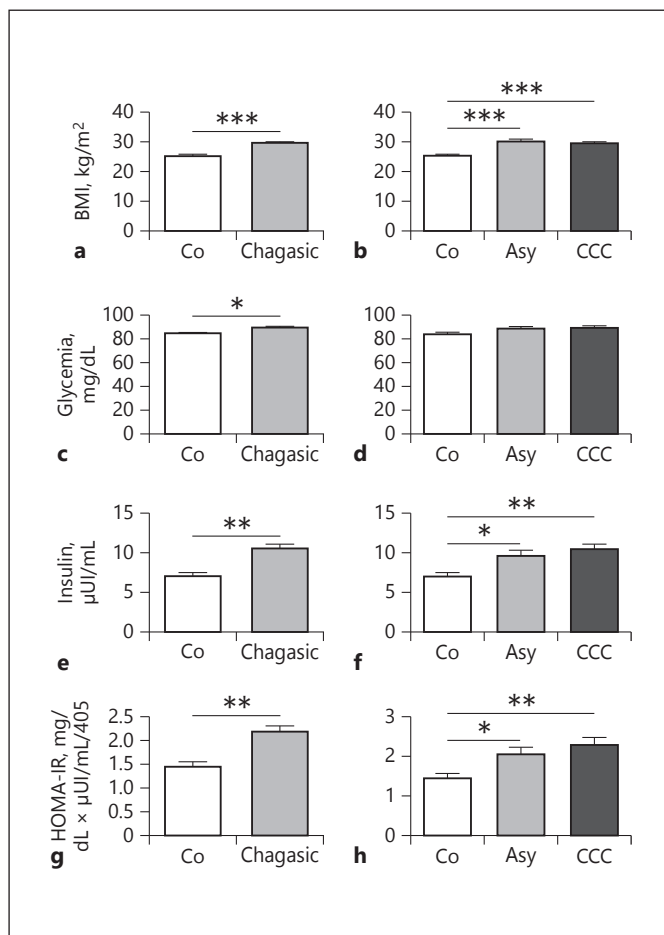 ***
40
30
20
10
0
BMI, kg/m²
Co
Chagasic
a
***
***
40
30
20
10
0
Co
Asy
CCC
b
*
100
80
60
40
20
0
Glycemia,
mg/dL
Co
Chagasic
c
100
80
60
40
20
0
Co
Asy
CCC
d
**
15
10
5
0
Insulin,
µUI/mL
Co
Chagasic
e
**
*
15
10
5
0
Co
Asy
CCC
f
**
2.5
2.0
1.5
1.0
0.5
0
HOMA-IR, mg/
dL × µUI/mL/405
Co
Chagasic
g
**
*
3
2
1
0
Co
Asy
CCC
h